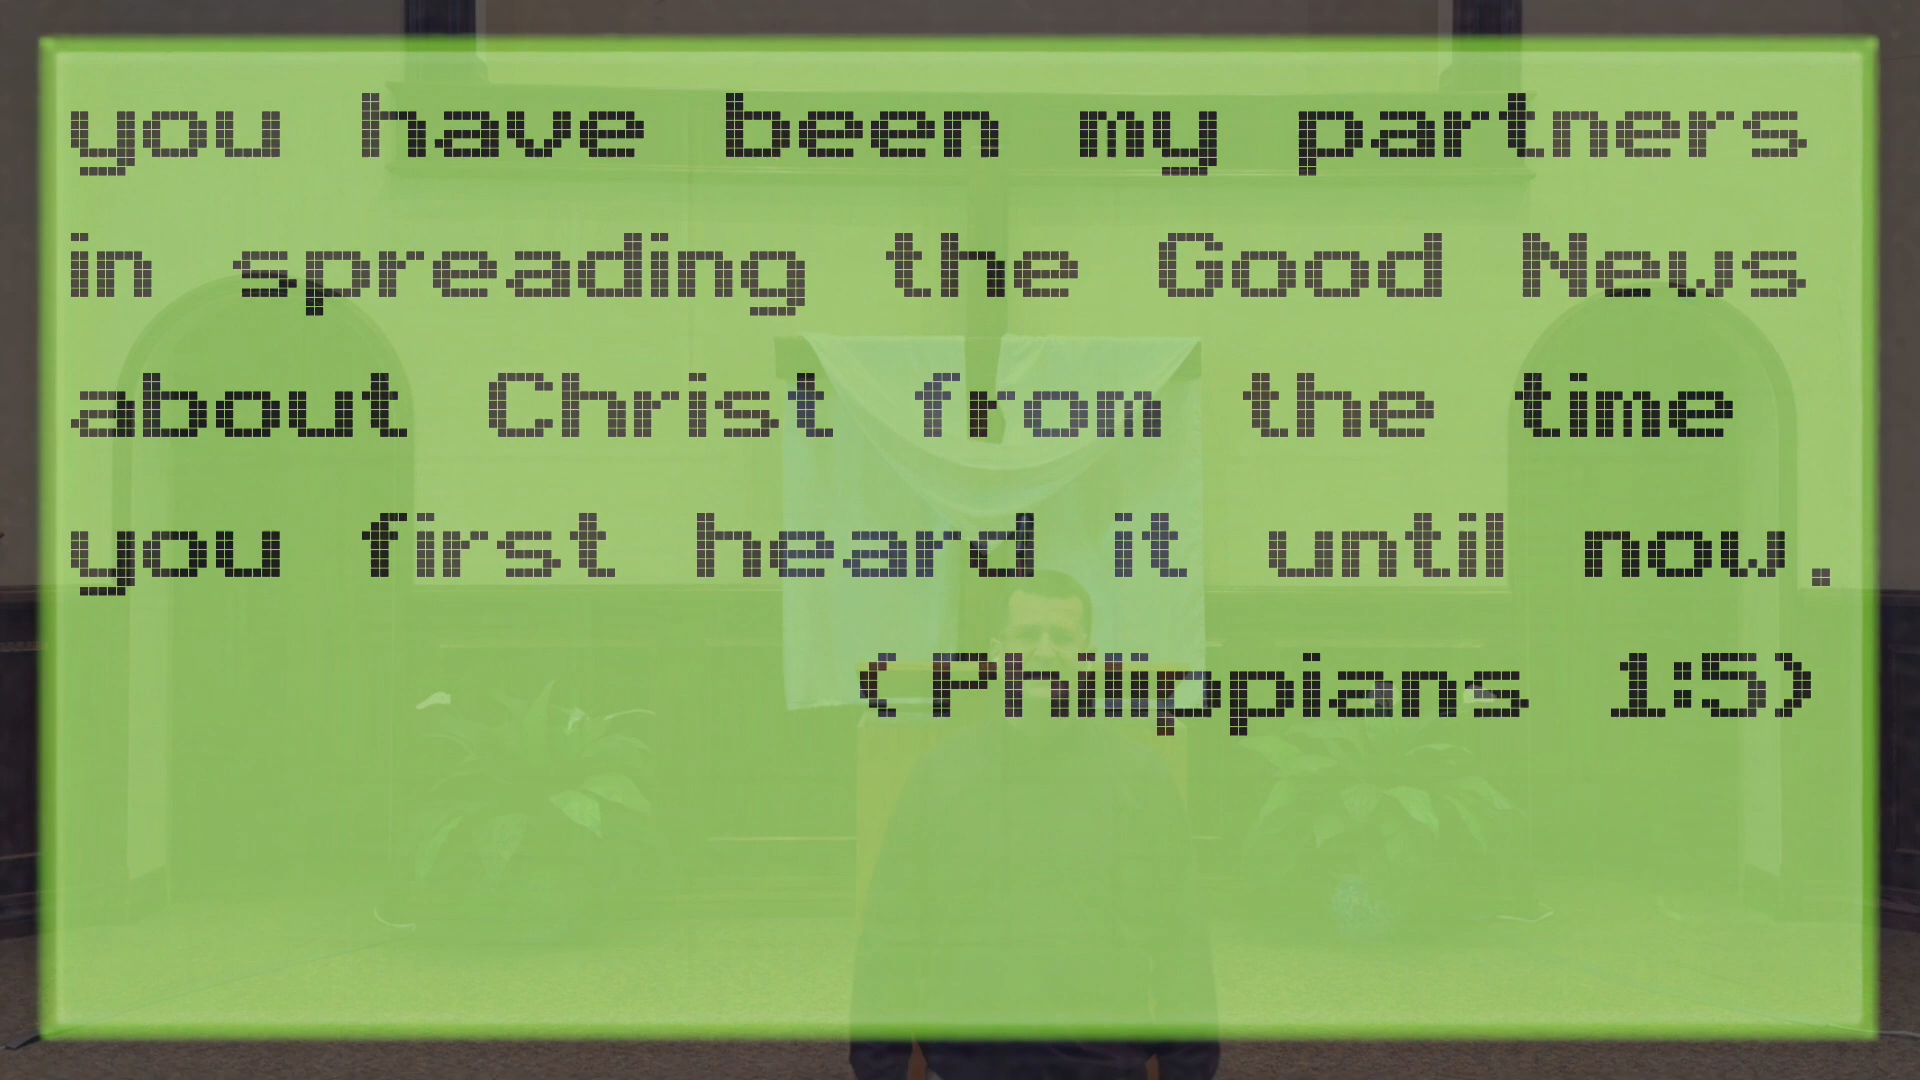 you have been my partners
in spreading the Good News
about Christ from the time
you first heard it until now.
(Philippians 1:5)